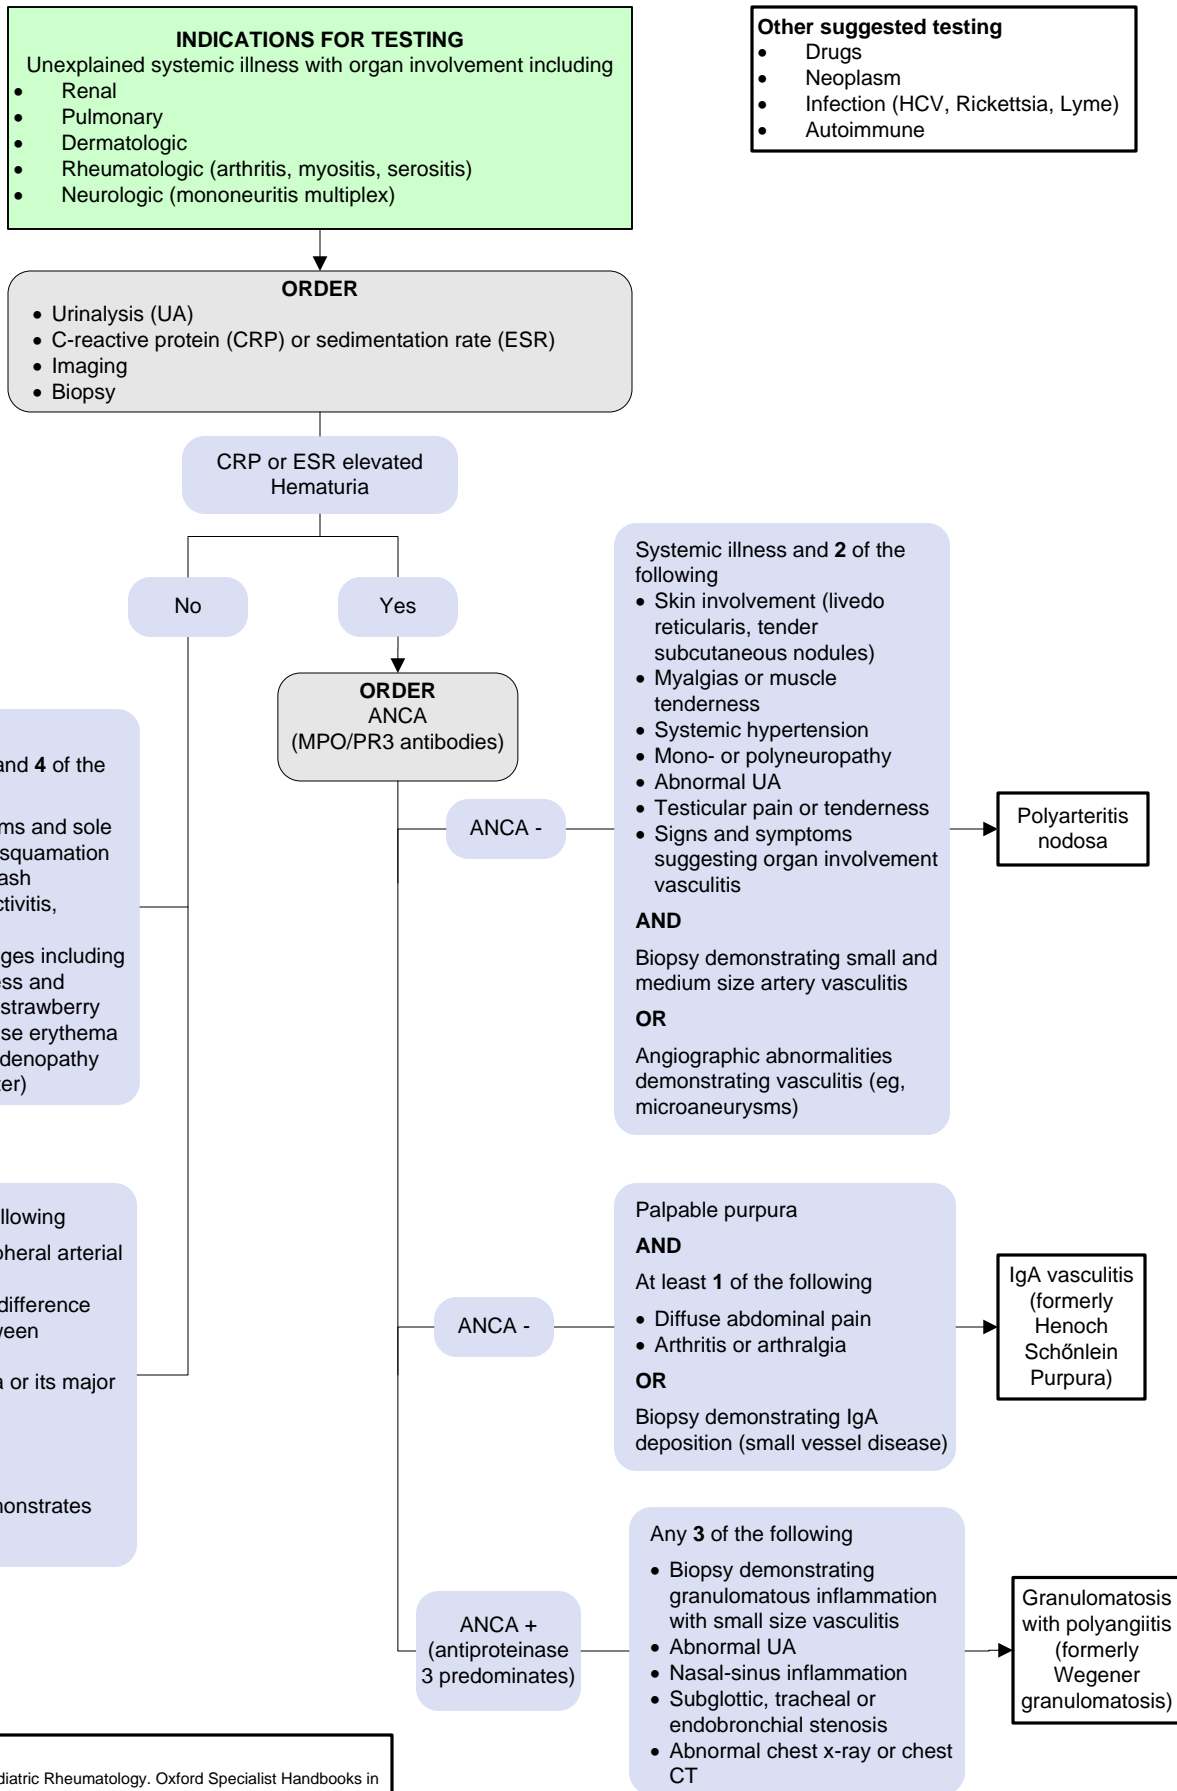 INDICATIONS FOR TESTING
Unexplained systemic illness with organ involvement including
• Renal
• Pulmonary
• Dermatologic
• Rheumatologic (arthritis, myositis, serositis)
• Neurologic (mononeuritis multiplex)
Other suggested testing
• Drugs
• Neoplasm
• Infection (HCV, Rickettsia, Lyme)
• Autoimmune
ORDER
• Urinalysis (UA)
• C-reactive protein (CRP) or sedimentation rate (ESR)
• Imaging
• Biopsy
CRP or ESR elevated
Hematuria
No
Yes
ORDER
ANCA
(MPO/PR3 antibodies)
and 4 of the
ms and sole
squamation
ash
ctivitis,
ges including
ess and
strawberry
se erythema
denopathy
ter)
llowing
pheral arterial
difference
ween
a or its major
monstrates
ANCA -
Systemic illness and 2 of the
following
• Skin involvement (livedo
reticularis, tender
subcutaneous nodules)
• Myalgias or muscle
tenderness
• Systemic hypertension
• Mono- or polyneuropathy
• Abnormal UA
• Testicular pain or tenderness
• Signs and symptoms
suggesting organ involvement
vasculitis
AND
Biopsy demonstrating small and
medium size artery vasculitis
OR
Angiographic abnormalities
demonstrating vasculitis (eg,
microaneurysms)
Polyarteritis
nodosa
ANCA -
Palpable purpura
AND
At least 1 of the following
• Diffuse abdominal pain
• Arthritis or arthralgia
OR
Biopsy demonstrating IgA
deposition (small vessel disease)
IgA vasculitis
(formerly
Henoch
Schőnlein
Purpura)
ANCA +
(antiproteinase
3 predominates)
Any 3 of the following
• Biopsy demonstrating
granulomatous inflammation
with small size vasculitis
• Abnormal UA
• Nasal-sinus inflammation
• Subglottic, tracheal or
endobronchial stenosis
• Abnormal chest x-ray or chest
CT
Granulomatosis
with polyangiitis
(formerly
Wegener
granulomatosis)
diatric Rheumatology. Oxford Specialist Handbooks in